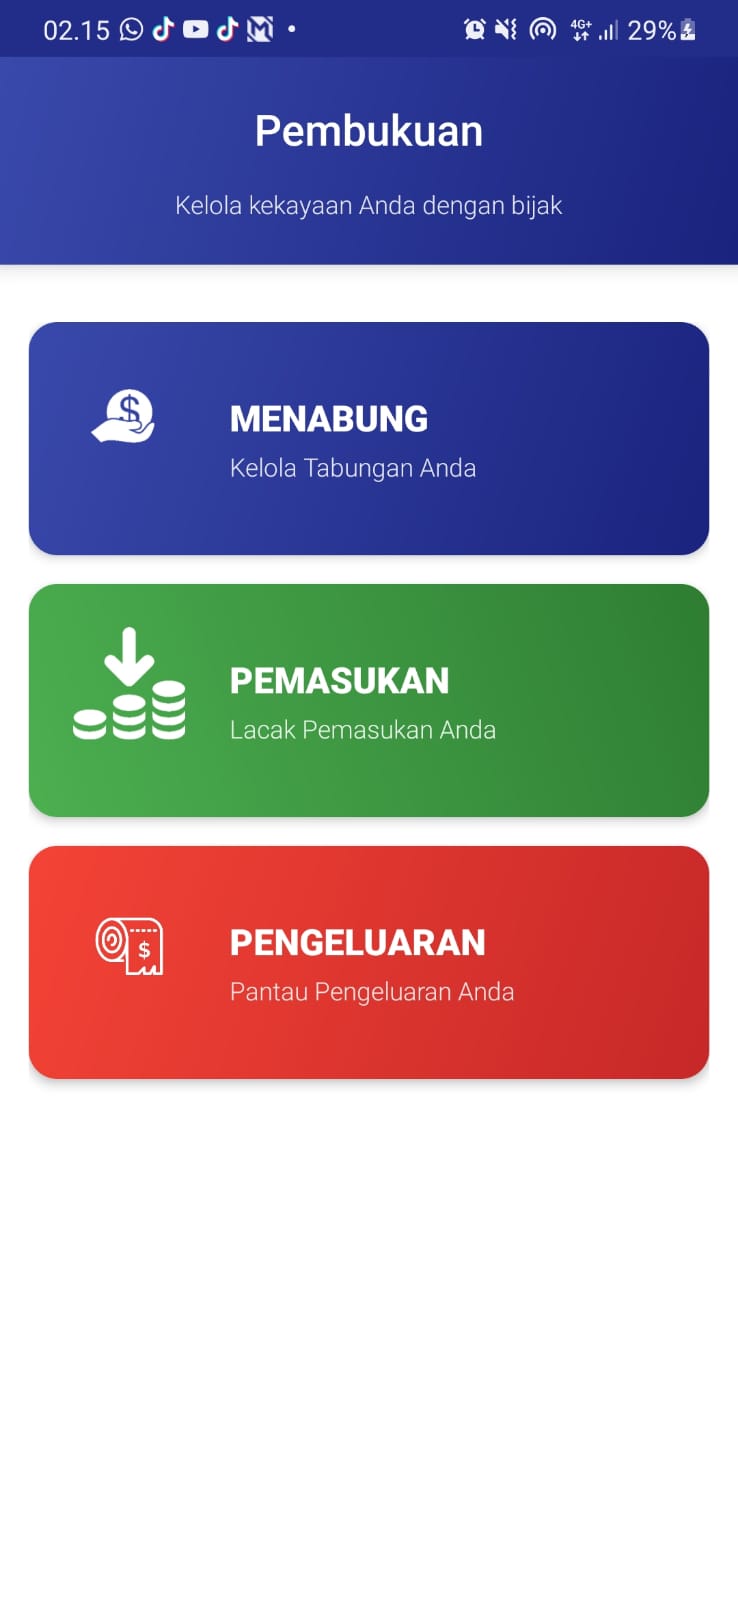 02.15 4G+ 29%
Pembukuan
Kelola kekayaan Anda dengan bijak
$
MENABUNG
Kelola Tabungan Anda
PEMASUKAN
Lacak Pemasukan Anda
$
PENGELUARAN
Pantau Pengeluaran Anda